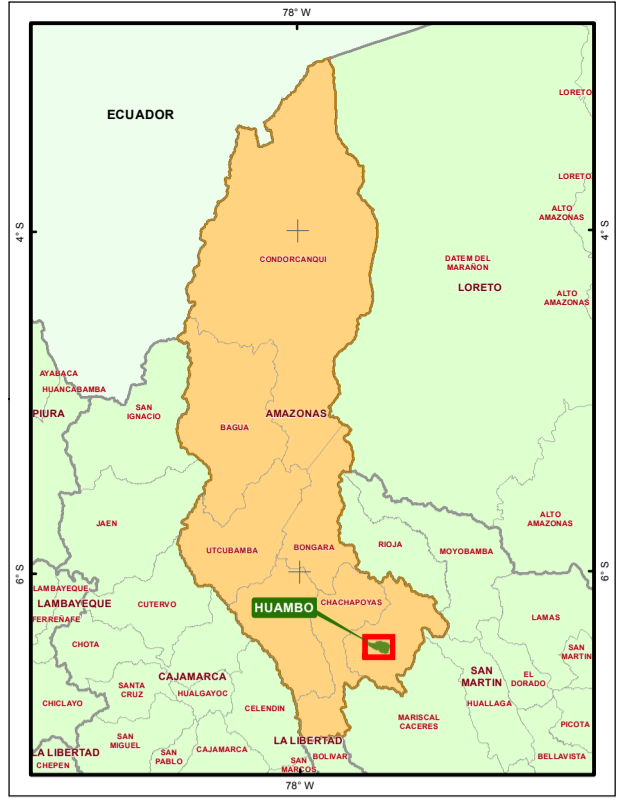 78° W
ECUADOR
LORETO
LORETO
ALTO
AMAZONAS
4° S
4° S
CONDORCANQUI
DATEM DEL
MARAÑON
LORETO
ALTO
AMAZONAS
AYABACA
HUANCABAMBA
PIURA
SAN
IGNACIO
AMAZONAS
BAGUA
JAEN
ALTO
AMAZONAS
UTCUBAMBA
BONGARA
RIOJA
MOYOBAMBA
6° S
6° S
LAMBAYEQUE
LAMBAYEQUE
FERREÑAFE
CUTERVO
HUAMBO
CHACHAPOYAS
LAMAS
CHOTA
SAN
MARTIN
CAJAMARCA
SANTA
CRUZ
HUALGAYOC
SAN
MARTIN
EL
DORADO
CHICLAYO
CELENDIN
HUALLAGA
MARISCAL
CACERES
PICOTA
SAN
MIGUEL
LA LIBERTAD
LA LIBERTAD
CHEPEN
SAN
PABLO
CAJAMARCA
SAN
MARCOS
BOLIVAR
BELLAVISTA
78° W